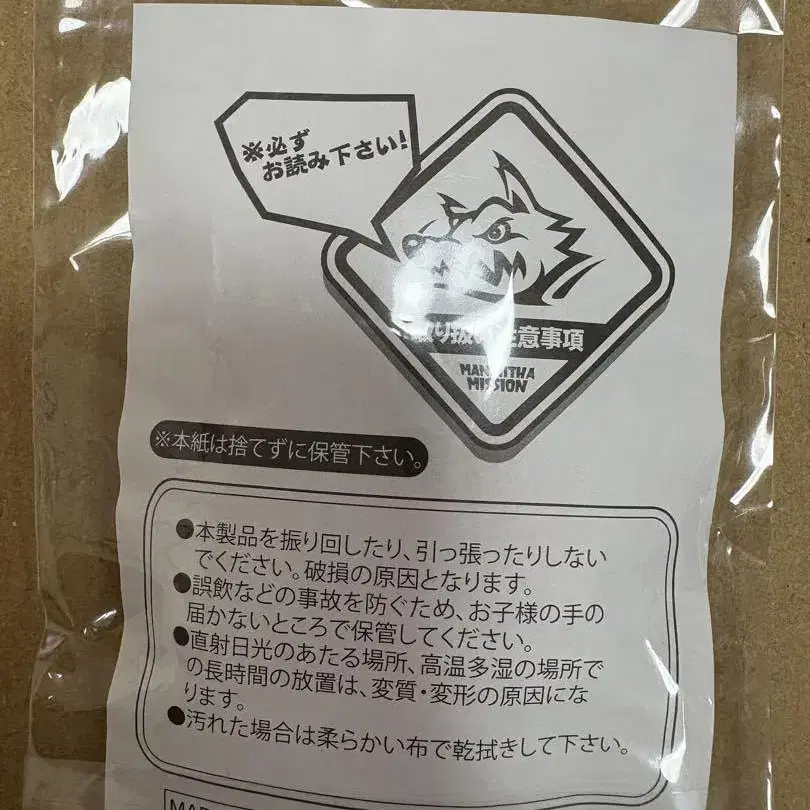 ※必ず
お読み下さい!
注意事項
MAN WITH A
MISSION
※本紙は捨てずに保管下さい。
●本製品を振り回したり、引っ張ったりしない
でください。破損の原因となります。
●誤飲などの事故を防ぐため、お子様の手の
届かないところで保管してください。
●直射日光のあたる場所、高温多湿の場所で
の長時間の放置は、変質・変形の原因にな
ります。
●汚れた場合は柔らかい布で乾拭きして下さい。